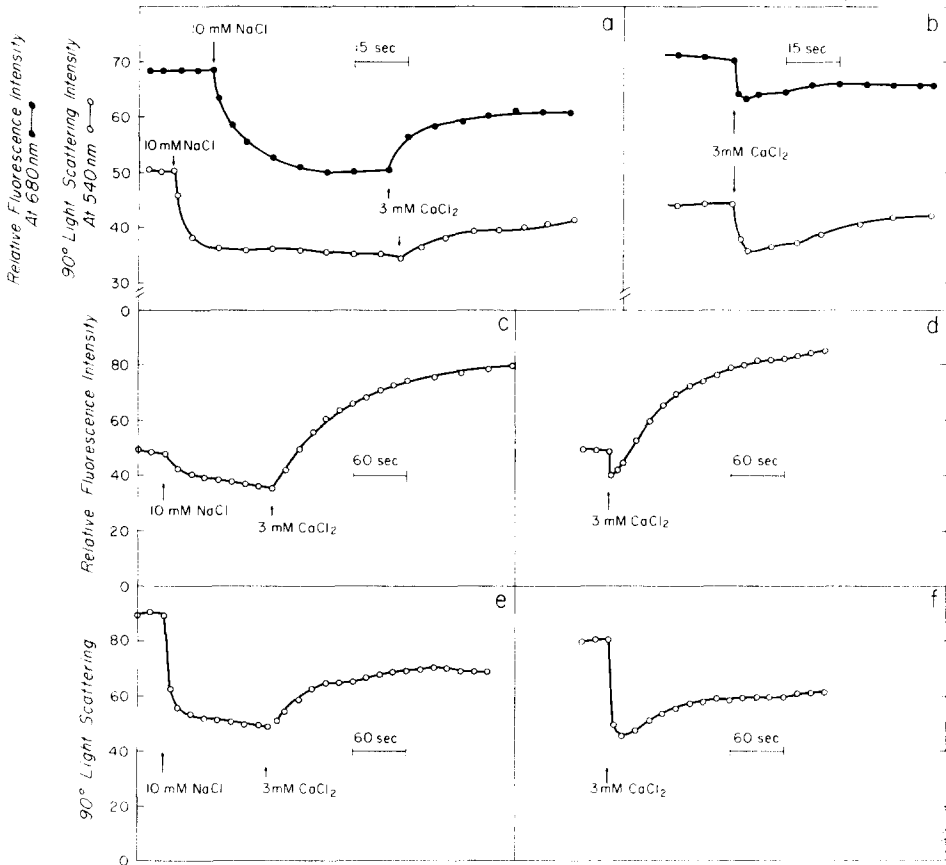 Relative Fluorescence Intensity
At 680nm ●—●
90° Light Scattering Intensity
At 540 nm ○—○
70
60
50
40
30
0
10 mM NaCl
10 mM NaCl
15 sec
3 mM CaCl₂
a
15 sec
3mM CaCl₂
b
Relative Fluorescence Intensity
80
60
40
20
0
10 mM NaCl
3 mM CaCl₂
60 sec
c
3 mM CaCl₂
60 sec
d
90° Light Scattering
80
60
40
20
0
10 mM NaCl
3mM CaCl₂
60 sec
e
3mM CaCl₂
60 sec
f